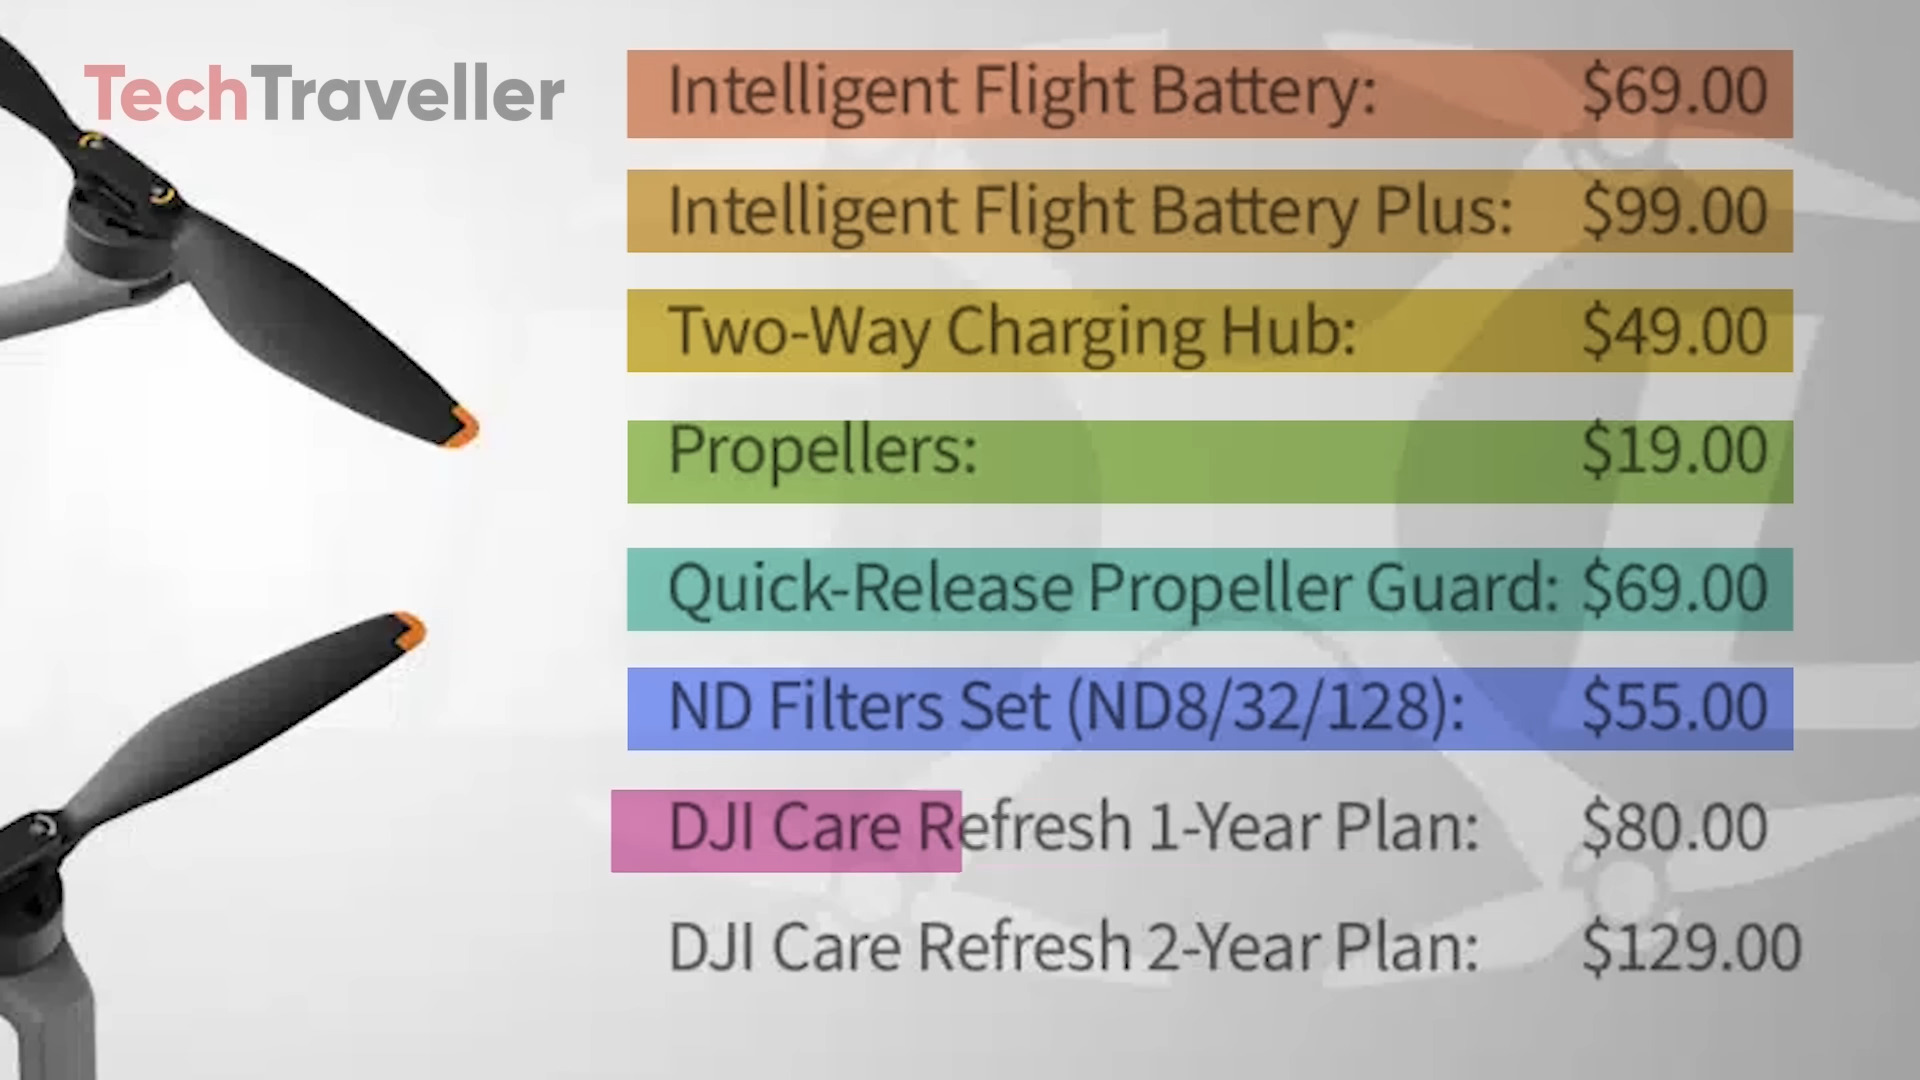 TechTraveller
Intelligent Flight Battery: $69.00
Intelligent Flight Battery Plus: $99.00
Two-Way Charging Hub: $49.00
Propellers: $19.00
Quick-Release Propeller Guard: $69.00
ND Filters Set (ND8/32/128): $55.00
DJI Care Refresh 1-Year Plan: $80.00
DJI Care Refresh 2-Year Plan: $129.00